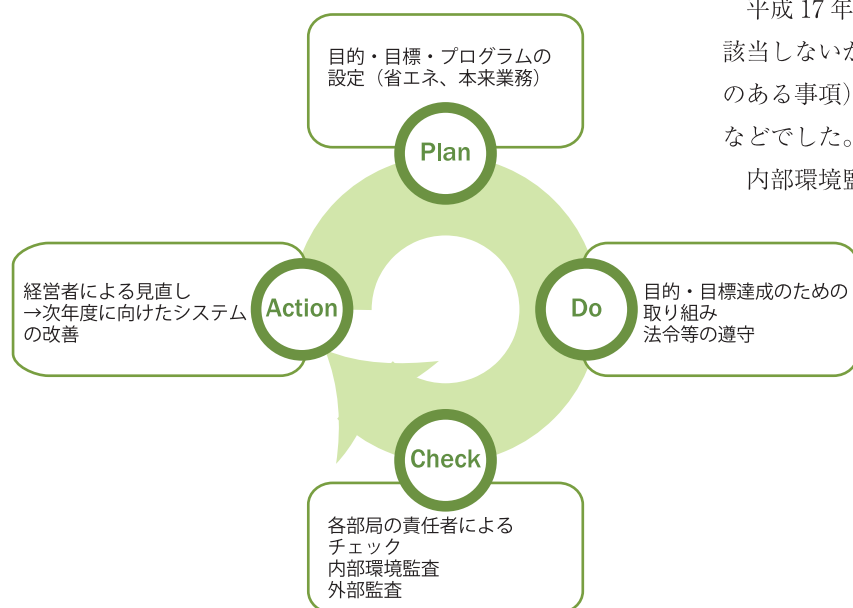 目的・目標・プログラムの
設定（省エネ、本来業務）
Plan
平成 17 年
該当しないか
のある事項）
などでした。
内部環境監
経営者による見直し
→次年度に向けたシステム
の改善
Action
Do
目的・目標達成のための
取り組み
法令等の遵守
Check
各部局の責任者による
チェック
内部環境監査
外部監査